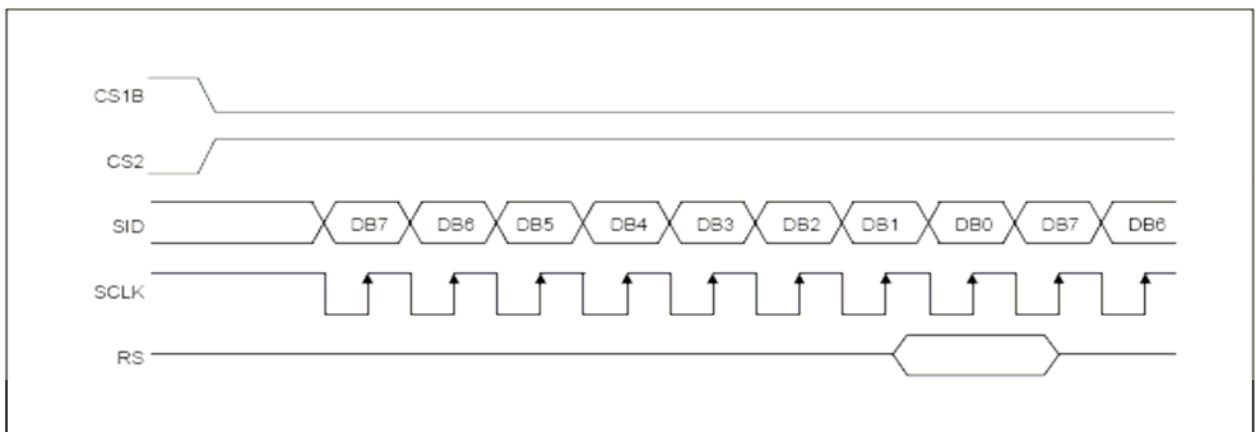 CS1B
CS2
SID DB7 DB6 DB5 DB4 DB3 DB2 DB1 DB0 DB7 DB6
SCLK
RS